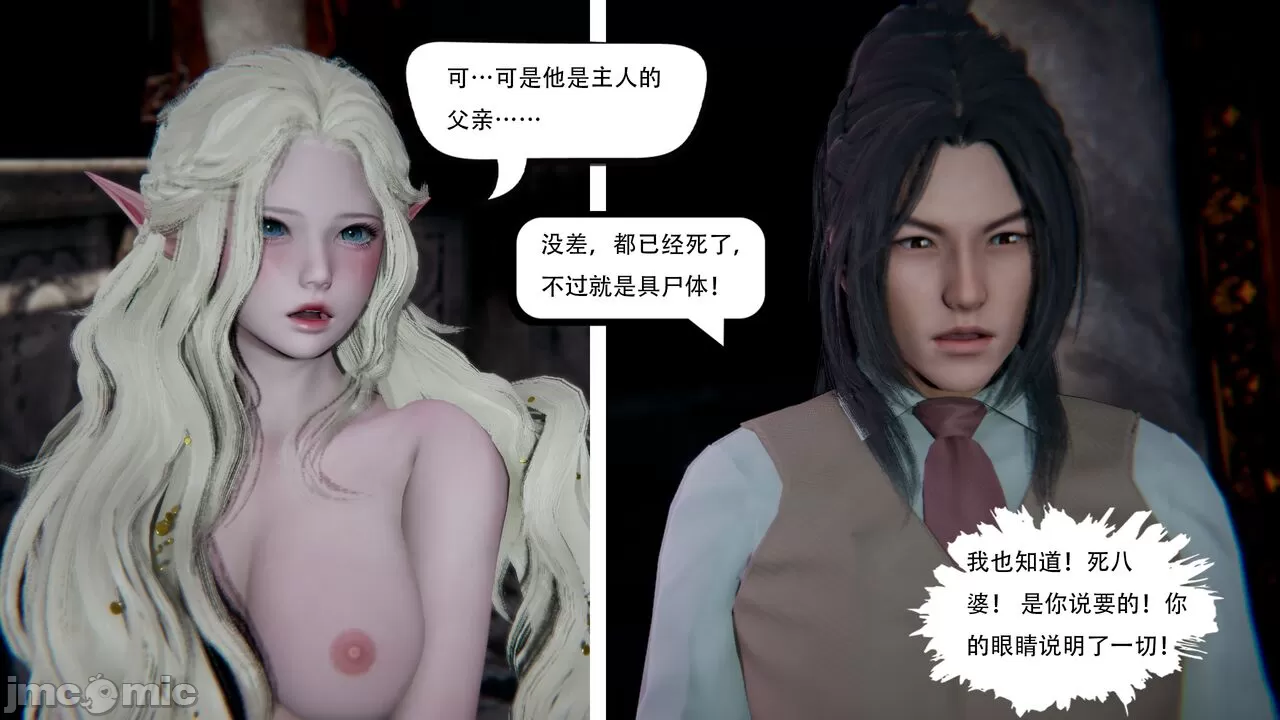 可…可是他是主人的
父亲……
没差，都已经死了，
不过就是具尸体！
我也知道！死八
婆！ 是你说要的！你
的眼睛说明了一切！
jmcomic